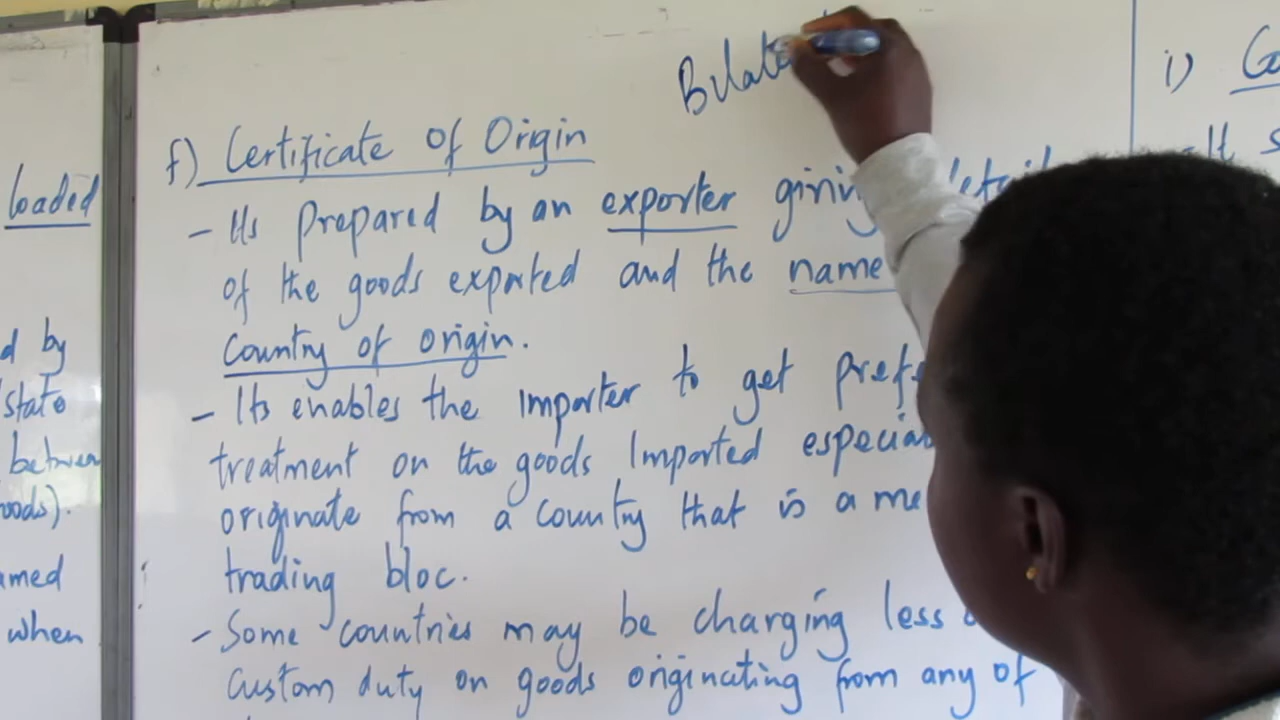 loaded
d by
state
between
oods).
amed
when
Bilate
f) Certificate of Origin
- Its prepared by an exporter giving detail
of the goods exported and the name
Country of origin.
- Its enables the importer to get prefe
treatment on the goods Imported especial
originate from a country that is a me
trading bloc.
- Some countries may be charging less
custom duty on goods originating from any of
i)